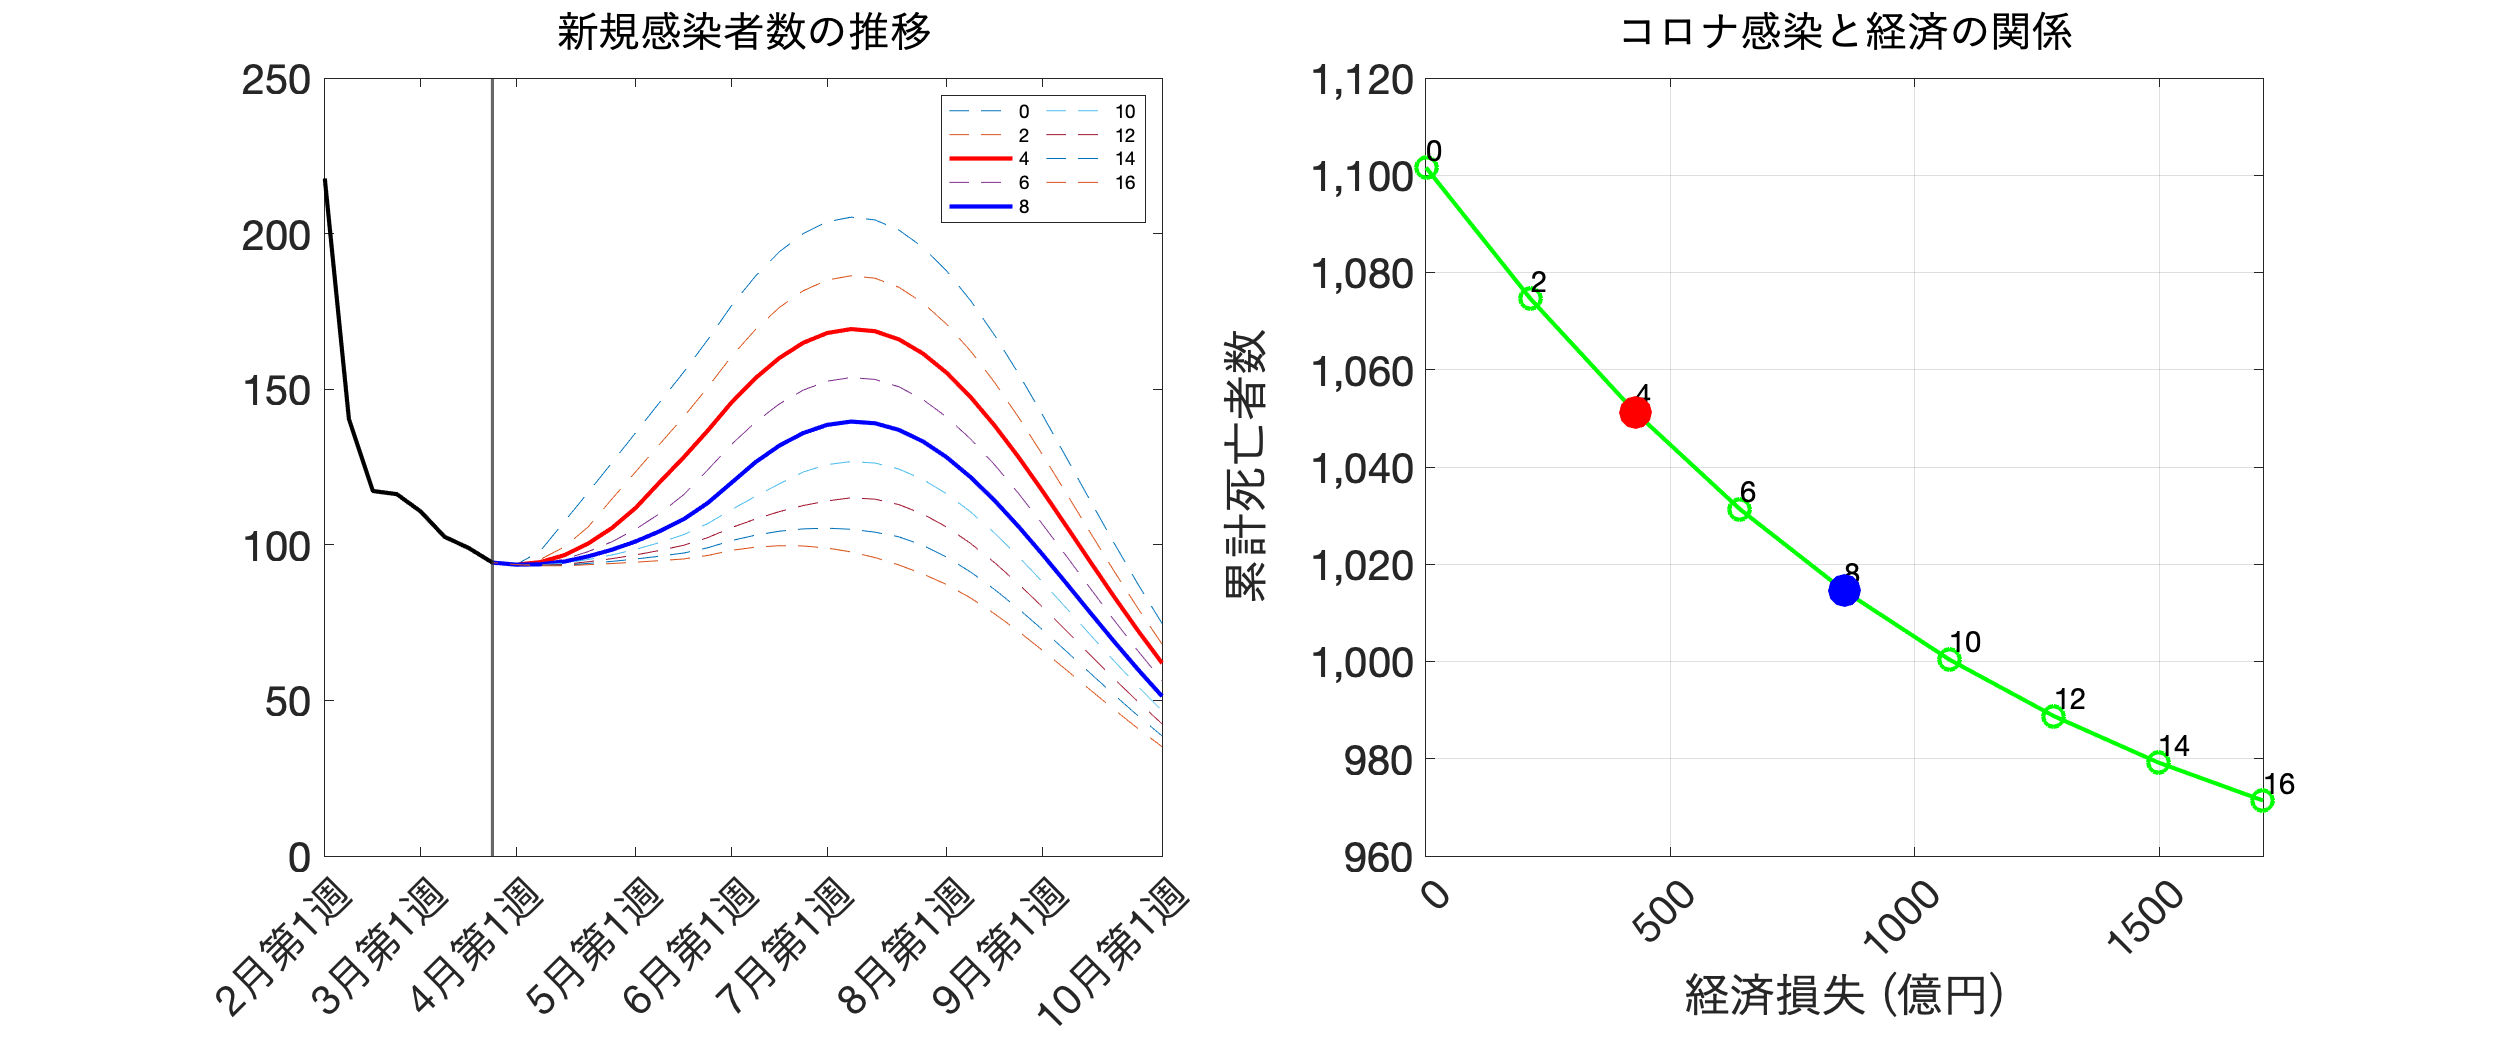 新規感染者数の推移
250
200
150
100
50
0
0
2
4
6
8
10
12
14
16
2月第1週
3月第1週
4月第1週
5月第1週
6月第1週
7月第1週
8月第1週
9月第1週
10月第1週
コロナ感染と経済の関係
累計死亡者数
1,120
1,100
1,080
1,060
1,040
1,020
1,000
980
960
0
2
4
6
8
10
12
14
16
0
500
1000
1500
経済損失 (億円)